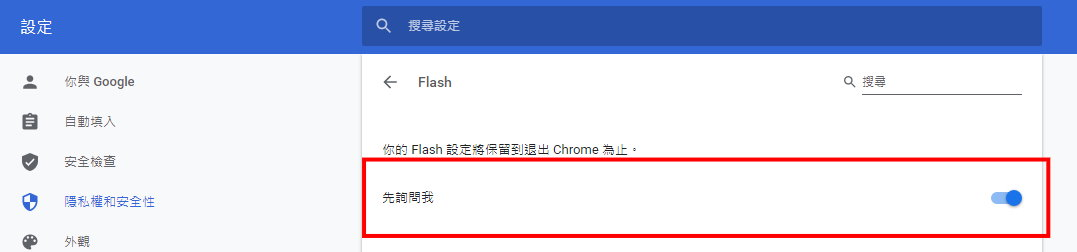 設定
搜尋設定
你與 Google
自動填入
安全檢查
隱私權和安全性
外觀
Flash
搜尋
你的 Flash 設定將保留到退出 Chrome 為止。
先詢問我